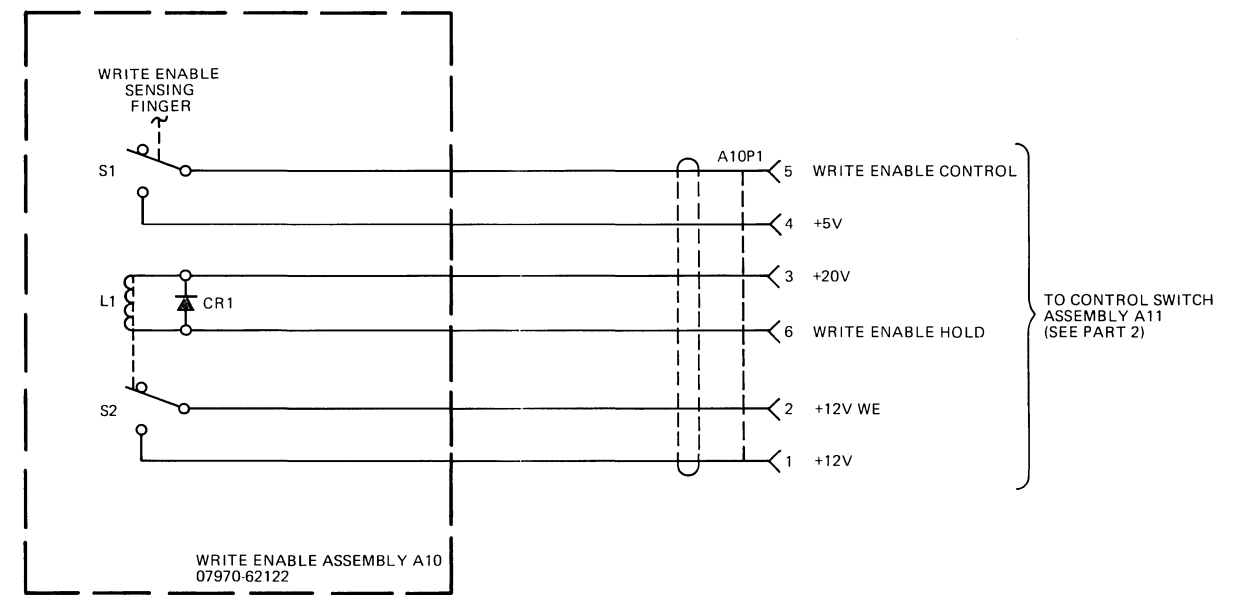 WRITE ENABLE
SENSING
FINGER
S1
A10P1
5 WRITE ENABLE CONTROL
4 +5V
3 +20V
L1
CR1
6 WRITE ENABLE HOLD
TO CONTROL SWITCH
ASSEMBLY A11
(SEE PART 2)
S2
2 +12V WE
1 +12V
WRITE ENABLE ASSEMBLY A10
07970-62122